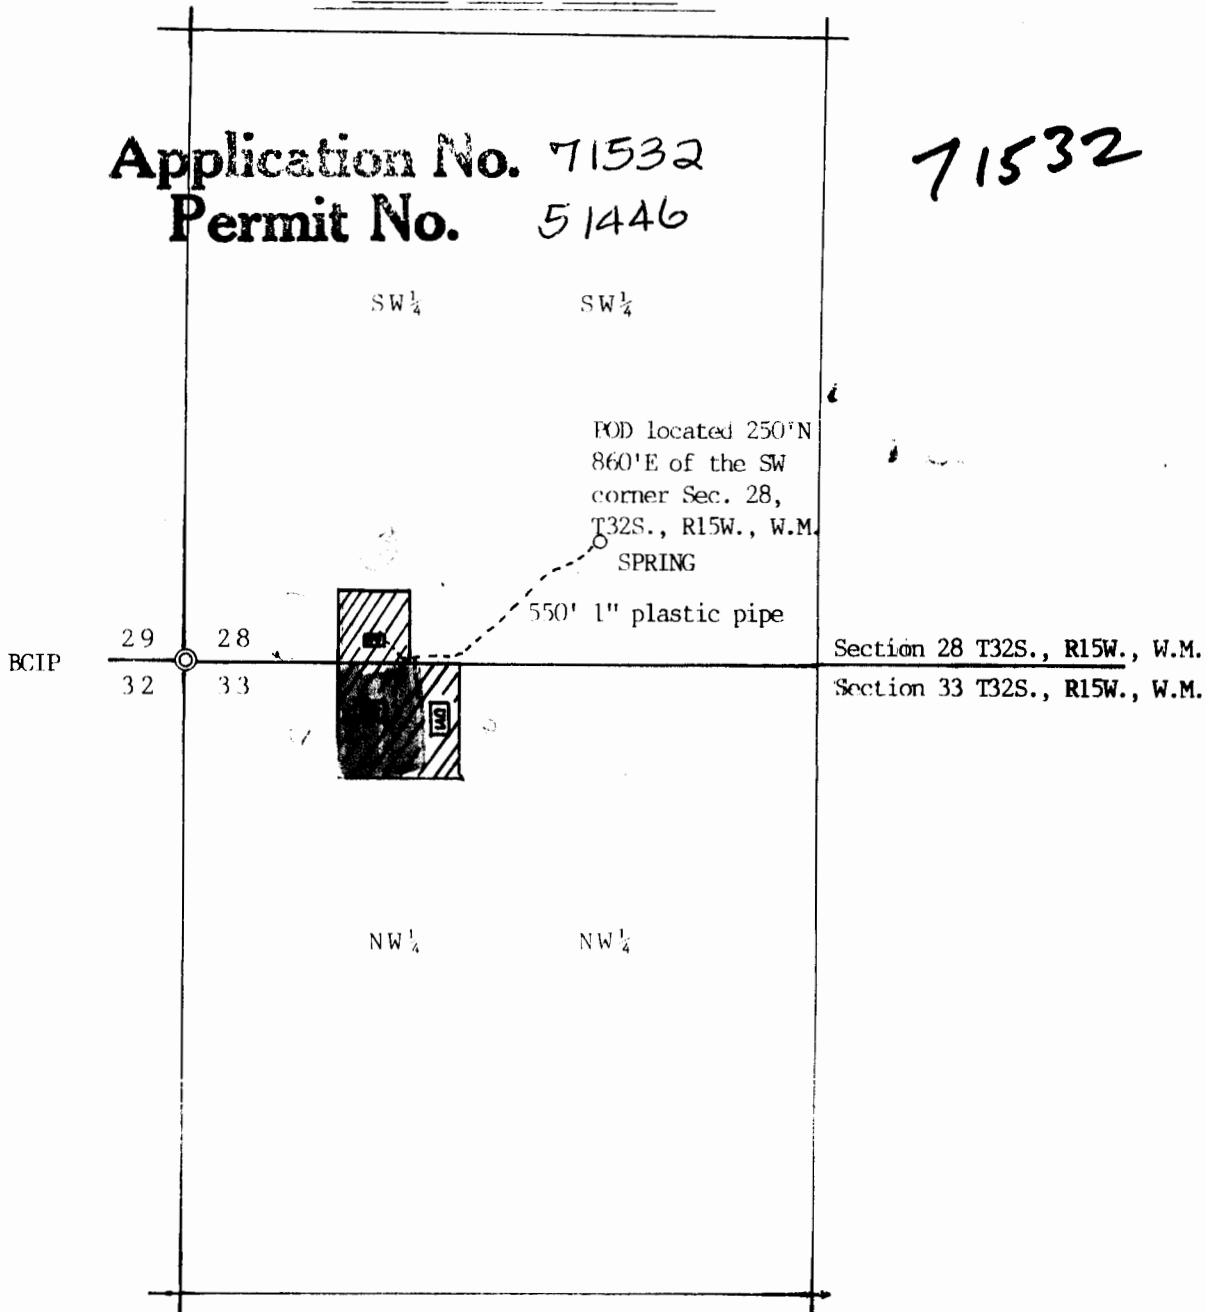 Application No. 71532
71532
Permit No. 51446
SW¼ SW¼
POD located 250'N
860'E of the SW
corner Sec. 28,
T32S., R15W., W.M.
SPRING
550' 1" plastic pipe
29 28
BCIP
32 33
Section 28 T32S., R15W., W.M.
Section 33 T32S., R15W., W.M.
NW¼ NW¼